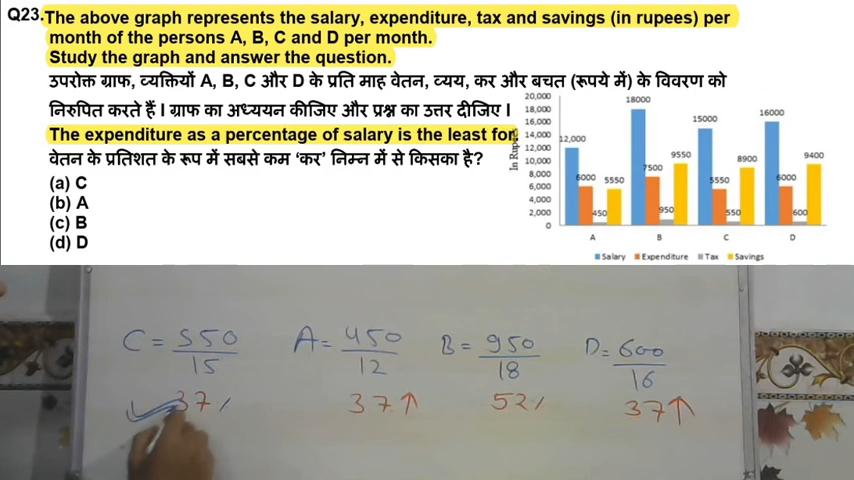 Q23.The above graph represents the salary, expenditure, tax and savings (in rupees) per
month of the persons A, B, C and D per month.
Study the graph and answer the question.
उपरोक्त ग्राफ, व्यक्तियों A, B, C और D के प्रति माह वेतन, व्यय, कर और बचत (रूपये में) के विवरण को
निरुपित करते हैं। ग्राफ का अध्ययन कीजिए और प्रश्न का उत्तर दीजिए।
The expenditure as a percentage of salary is the least for.
वेतन के प्रतिशत के रूप में सबसे कम ‘कर’ निम्न में से किसका है?
(a) C
(b) A
(c) B
(d) D
20,000
18,000
16,000
14,000
12,000
10,000
8,000
6,000
4,000
2,000
0
12,000 6000 450 5550
18000 7500 950 9550
15000 5550 550 8900
16000 6000 600 9400
A B C D
Salary Expenditure Tax Savings
C = 550/15 A = 450/12 B = 950/18 D = 600/16
37% 37↑ 52% 37↑